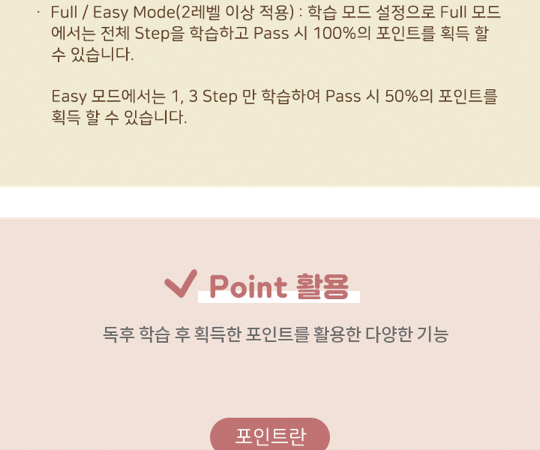 · Full / Easy Mode(2레벨 이상 적용) : 학습 모드 설정으로 Full 모드
에서는 전체 Step을 학습하고 Pass 시 100%의 포인트를 획득 할
수 있습니다.
Easy 모드에서는 1, 3 Step 만 학습하여 Pass 시 50%의 포인트를
획득 할 수 있습니다.
Point 활용
독후 학습 후 획득한 포인트를 활용한 다양한 기능
포인트란